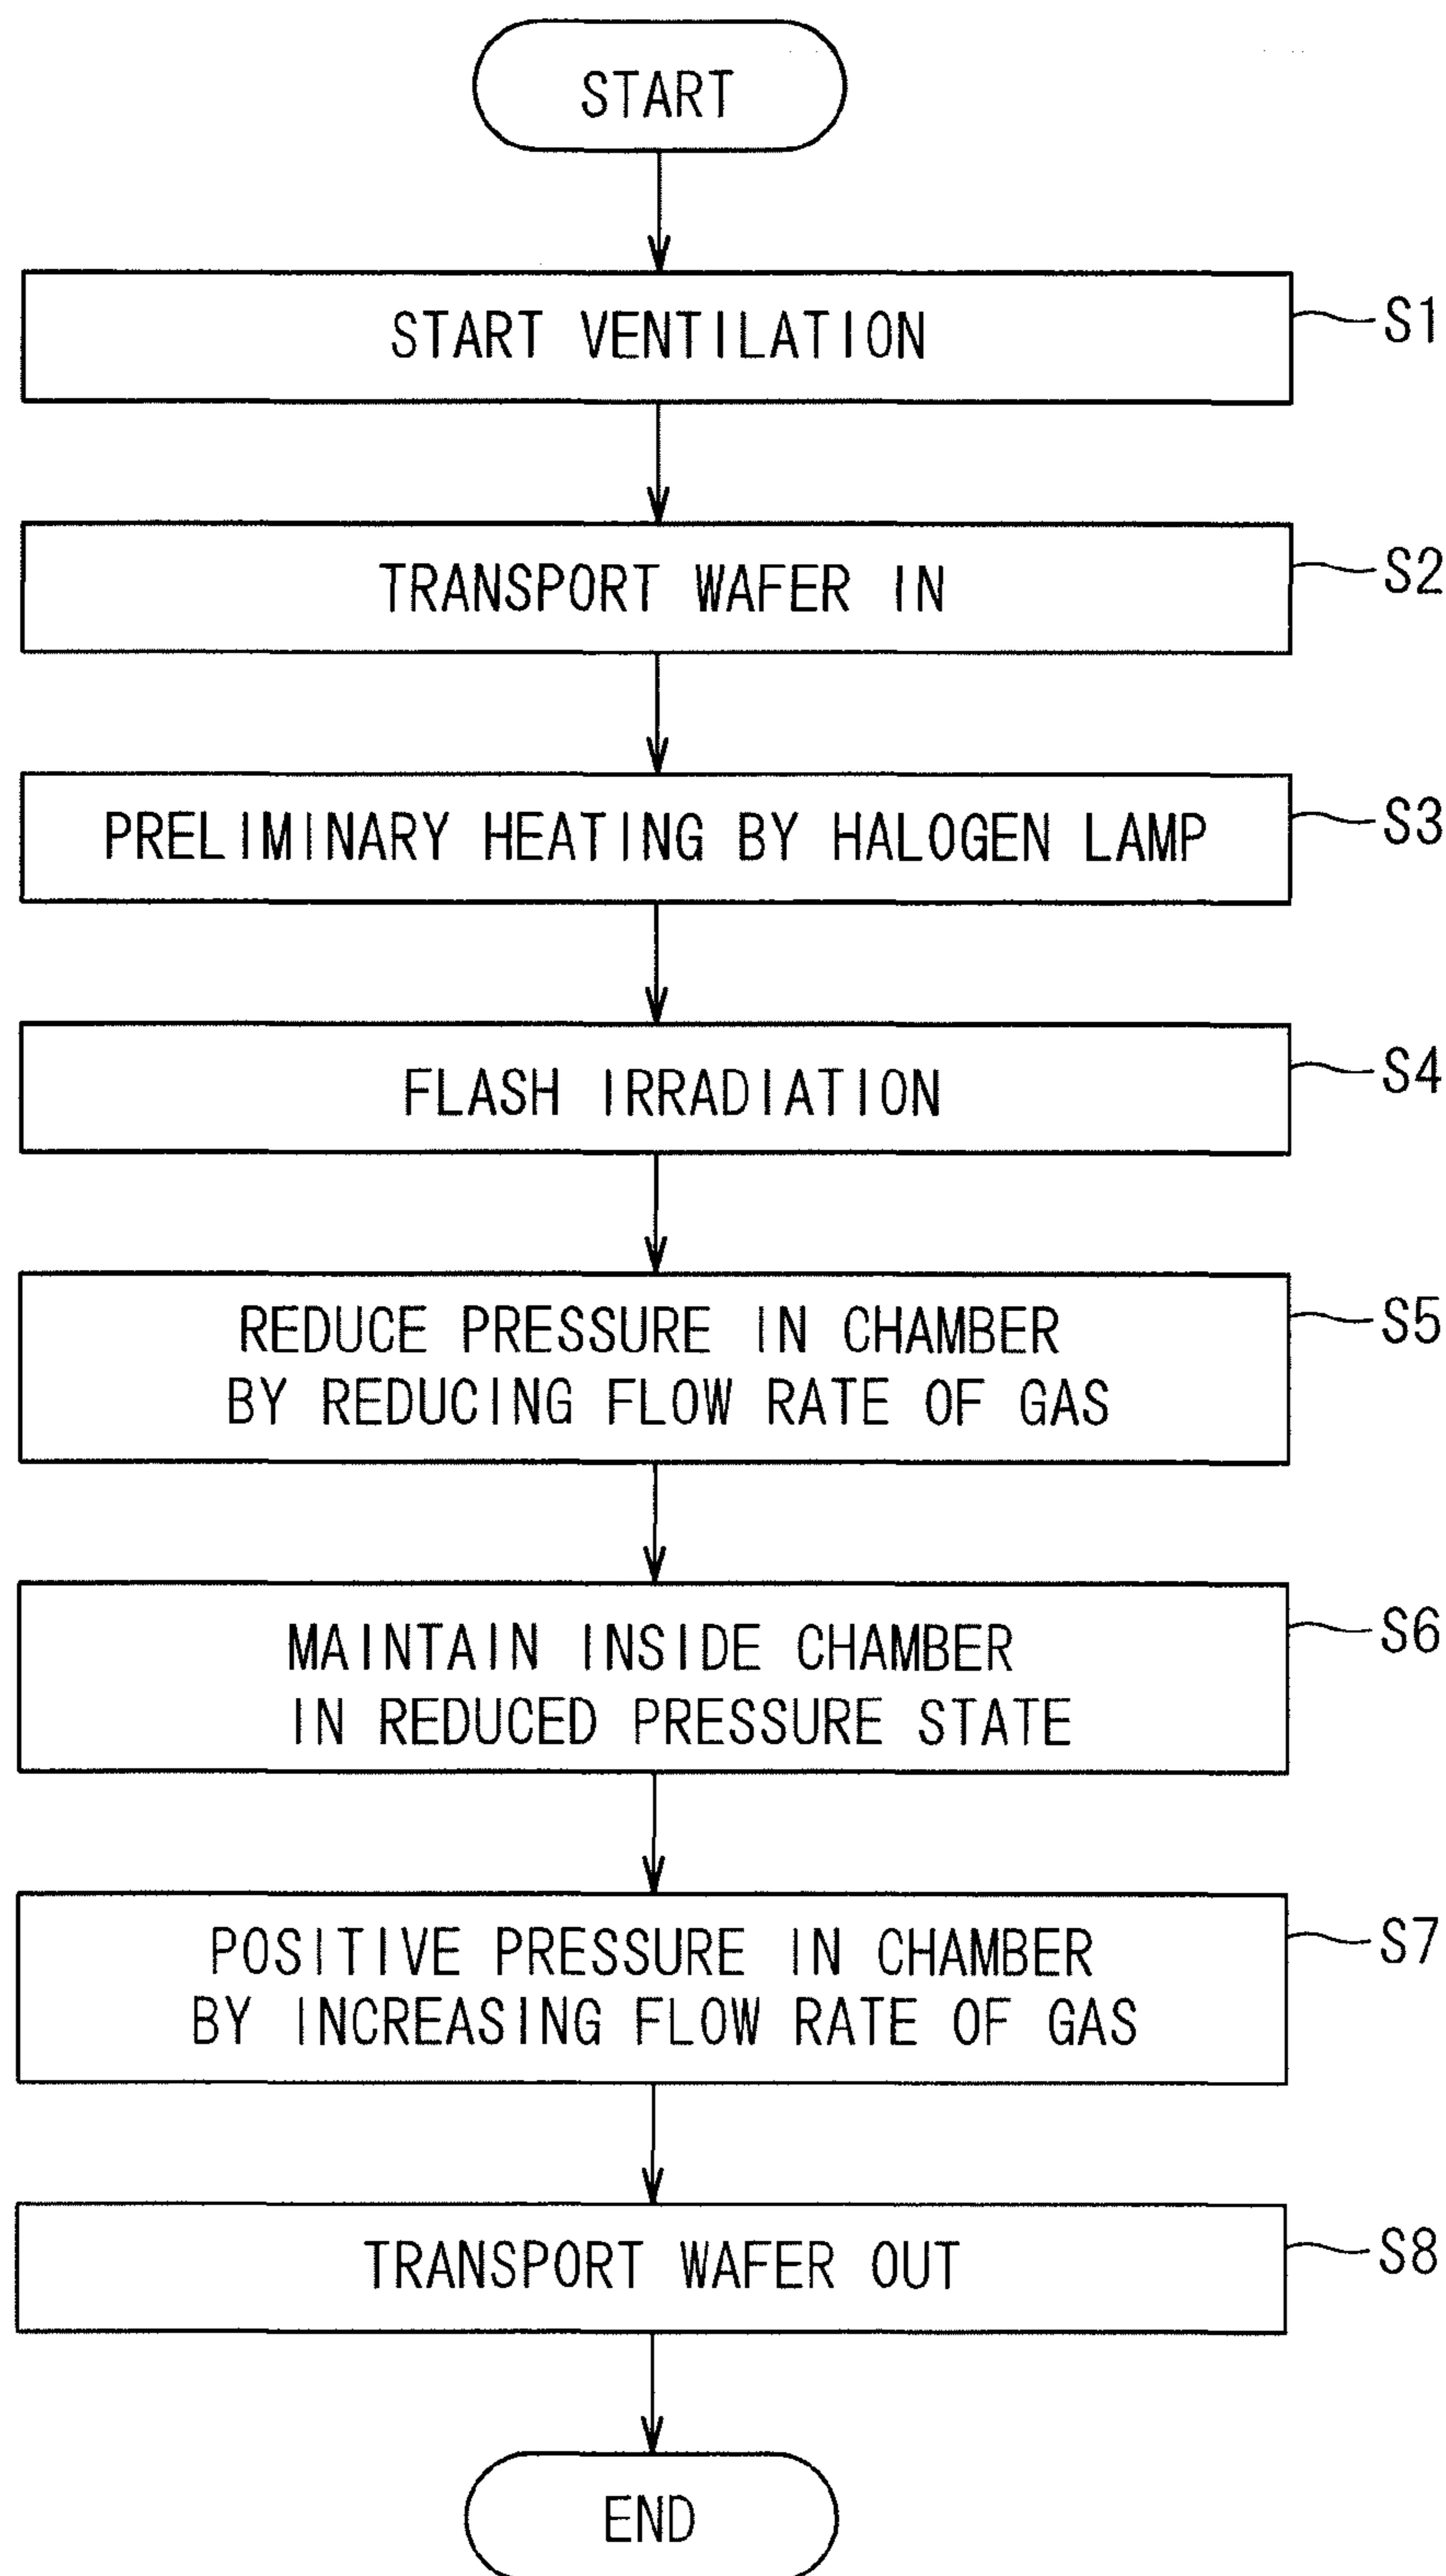 START
START VENTILATION
S1
TRANSPORT WAFER IN
S2
PRELIMINARY HEATING BY HALOGEN LAMP
S3
FLASH IRRADIATION
S4
REDUCE PRESSURE IN CHAMBER
BY REDUCING FLOW RATE OF GAS
S5
MAINTAIN INSIDE CHAMBER
IN REDUCED PRESSURE STATE
S6
POSITIVE PRESSURE IN CHAMBER
BY INCREASING FLOW RATE OF GAS
S7
TRANSPORT WAFER OUT
S8
END